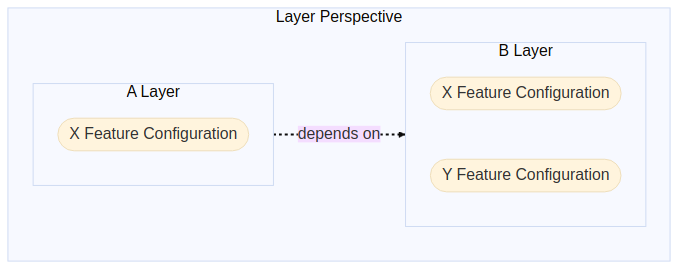 Layer Perspective
A Layer
X Feature Configuration
depends on
B Layer
X Feature Configuration
Y Feature Configuration